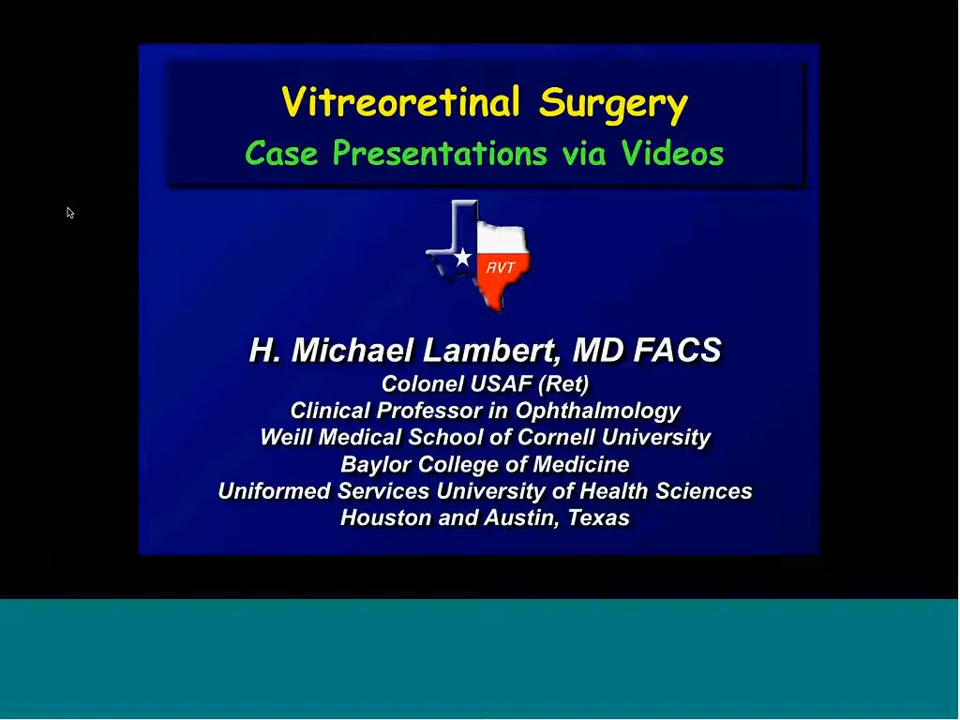 Vitreoretinal Surgery
Case Presentations via Videos
RVT
H. Michael Lambert, MD FACS
Colonel USAF (Ret)
Clinical Professor in Ophthalmology
Weill Medical School of Cornell University
Baylor College of Medicine
Uniformed Services University of Health Sciences
Houston and Austin, Texas